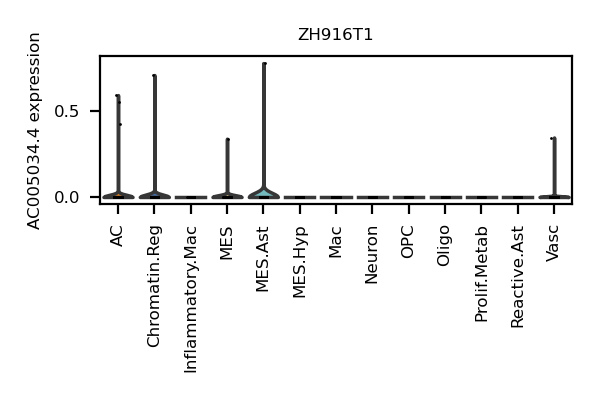 ZH916T1
AC005034.4 expression
0.5
0.0
AC
Chromatin.Reg
Inflammatory.Mac
MES
MES.Ast
MES.Hyp
Mac
Neuron
OPC
Oligo
Prolif.Metab
Reactive.Ast
Vasc